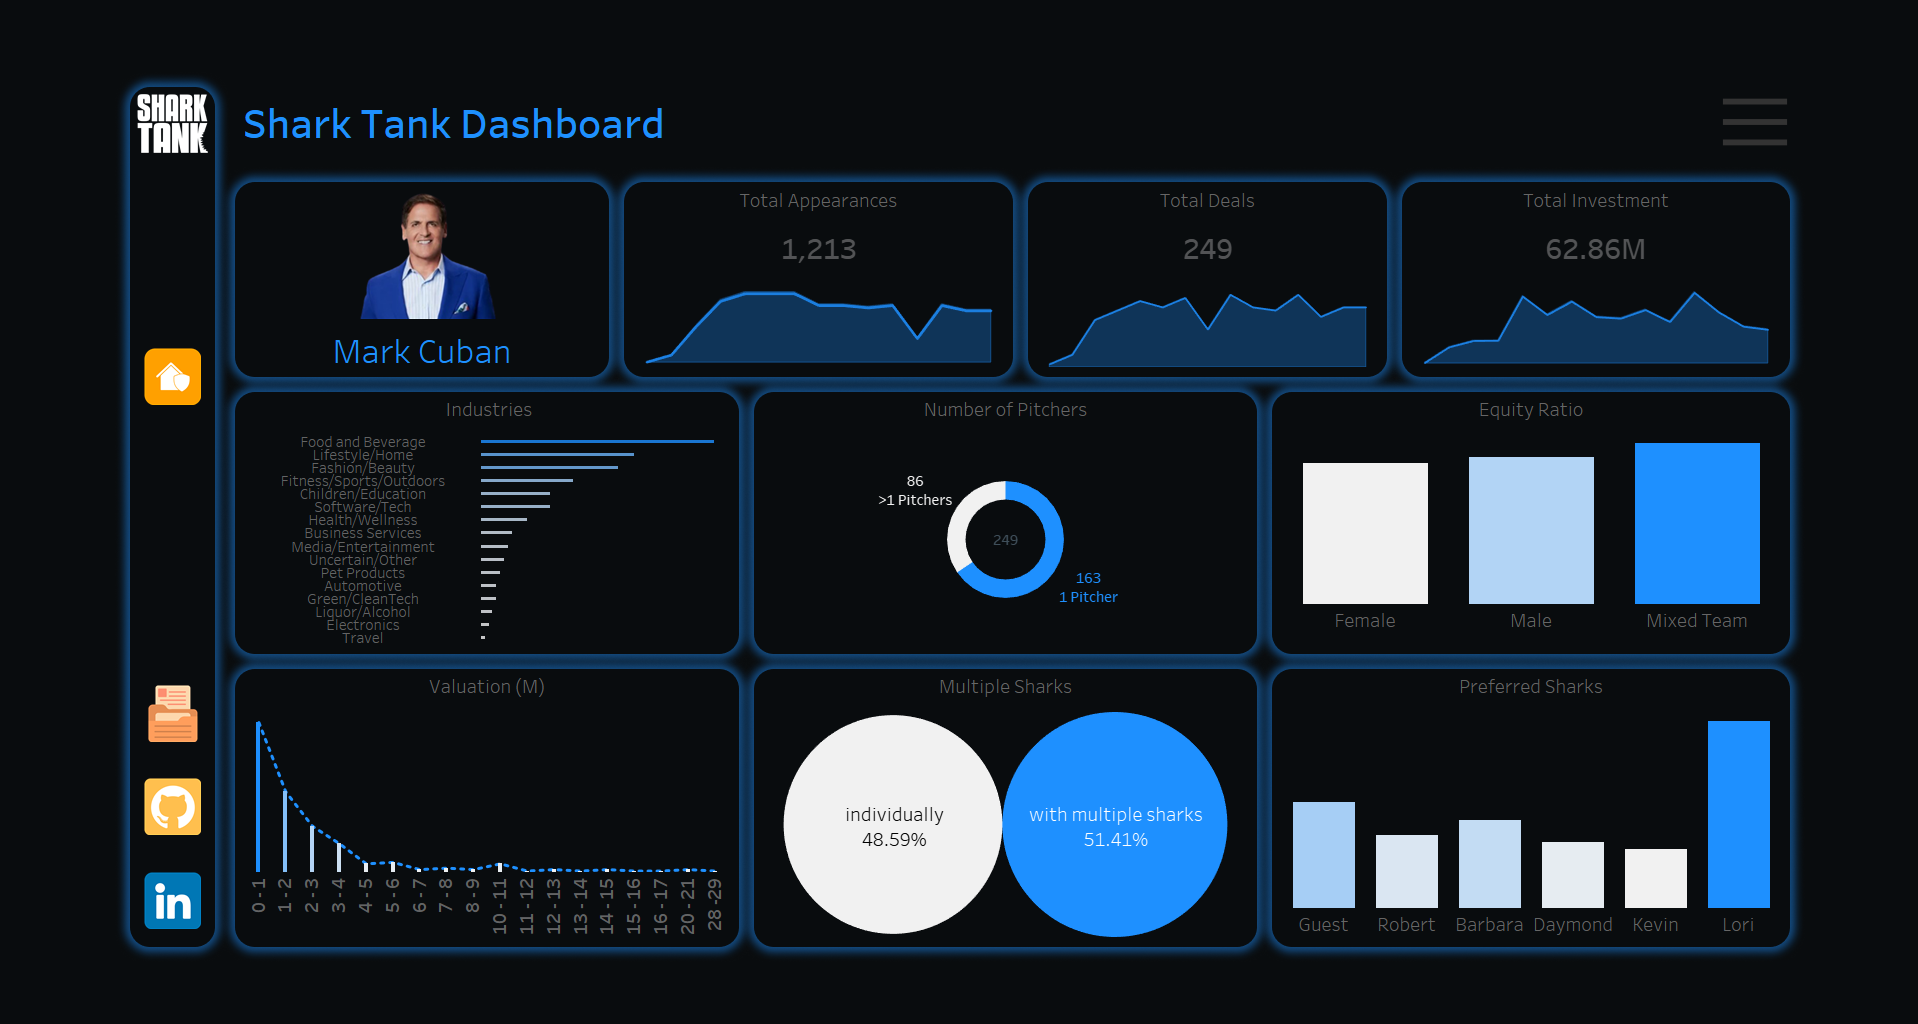 SHARK
TANK
Shark Tank Dashboard
Mark Cuban
Total Appearances
1,213
Total Deals
249
Total Investment
62.86M
Industries
Food and Beverage
Lifestyle/Home
Fashion/Beauty
Fitness/Sports/Outdoors
Children/Education
Software/Tech
Health/Wellness
Business Services
Media/Entertainment
Uncertain/Other
Pet Products
Automotive
Green/CleanTech
Liquor/Alcohol
Electronics
Travel
Number of Pitchers
86
>1 Pitchers
249
163
1 Pitcher
Equity Ratio
Female
Male
Mixed Team
Valuation (M)
0 - 1
1 - 2
2 - 3
3 - 4
4 - 5
5 - 6
6 - 7
7 - 8
8 - 9
10 - 11
11 - 12
12 - 13
13 - 14
14 - 15
15 - 16
16 - 17
20 - 21
28 -29
Multiple Sharks
individually
48.59%
with multiple sharks
51.41%
Preferred Sharks
Guest
Robert
Barbara
Daymond
Kevin
Lori
in